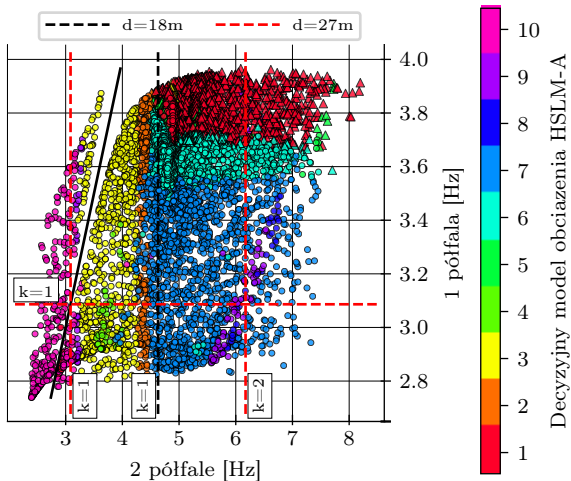 d=18m
d=27m
4.0
3.8
3.6
3.4
3.2
3.0
2.8
1 półfala [Hz]
k=1
k=1
k=1
k=2
3 4 5 6 7 8
2 półfale [Hz]
10
9
8
7
6
5
4
3
2
1
Decyzyjny model obciazenia HSLM-A